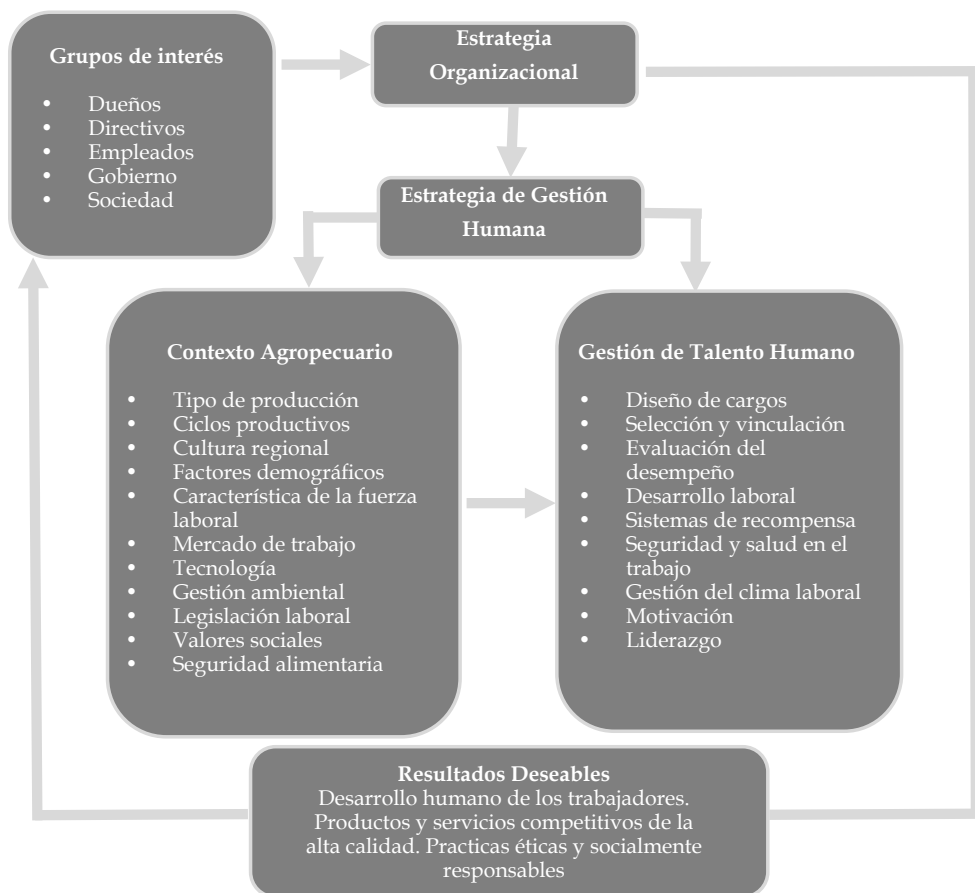 Grupos de interés
• Dueños
• Directivos
• Empleados
• Gobierno
• Sociedad
Estrategia
Organizacional
Estrategia de Gestión
Humana
Contexto Agropecuario
• Tipo de producción
• Ciclos productivos
• Cultura regional
• Factores demográficos
• Característica de la fuerza
laboral
• Mercado de trabajo
• Tecnología
• Gestión ambiental
• Legislación laboral
• Valores sociales
• Seguridad alimentaria
Gestión de Talento Humano
• Diseño de cargos
• Selección y vinculación
• Evaluación del
desempeño
• Desarrollo laboral
• Sistemas de recompensa
• Seguridad y salud en el
trabajo
• Gestión del clima laboral
• Motivación
• Liderazgo
Resultados Deseables
Desarrollo humano de los trabajadores.
Productos y servicios competitivos de la
alta calidad. Practicas éticas y socialmente
responsables